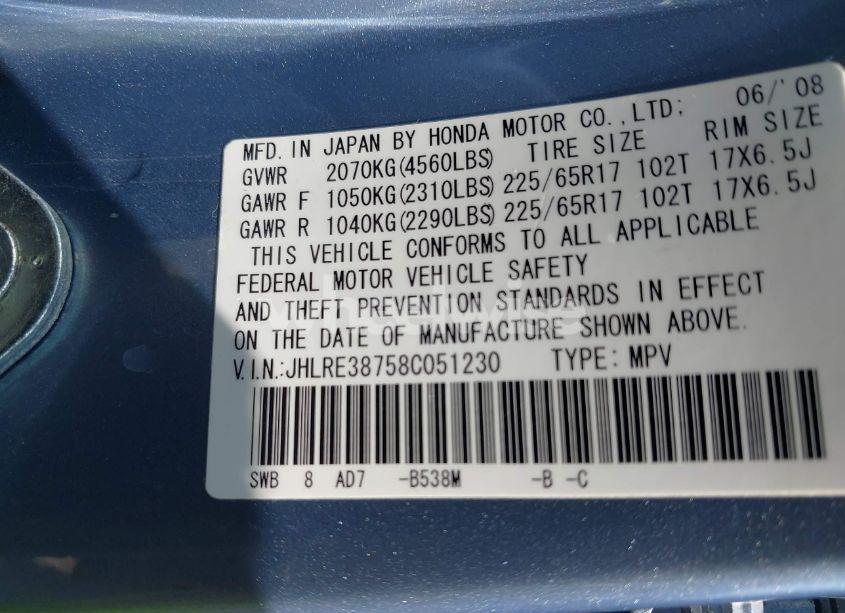 MFD. IN JAPAN BY HONDA MOTOR CO.,LTD; 06/'08
GVWR 2070KG(4560LBS) TIRE SIZE RIM SIZE
GAWR F 1050KG(2310LBS) 225/65R17 102T 17X6.5J
GAWR R 1040KG(2290LBS) 225/65R17 102T 17X6.5J
THIS VEHICLE CONFORMS TO ALL APPLICABLE
FEDERAL MOTOR VEHICLE SAFETY
AND THEFT PREVENTION STANDARDS IN EFFECT
ON THE DATE OF MANUFACTURE SHOWN ABOVE.
V.I.N.:JHLRE38758C051230 TYPE: MPV
SWB 8 AD7 -B538M -B -C